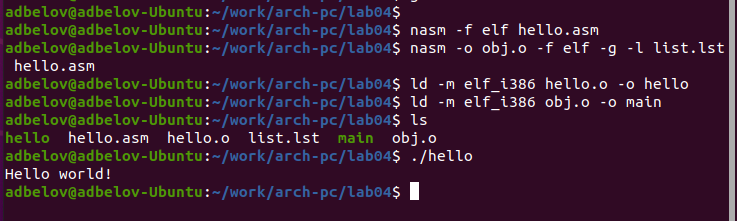 adbelov@adbelov-Ubuntu:~/work/arch-pc/lab04$
adbelov@adbelov-Ubuntu:~/work/arch-pc/lab04$ nasm -f elf hello.asm
adbelov@adbelov-Ubuntu:~/work/arch-pc/lab04$ nasm -o obj.o -f elf -g -l list.lst
 hello.asm
adbelov@adbelov-Ubuntu:~/work/arch-pc/lab04$ ld -m elf_i386 hello.o -o hello
adbelov@adbelov-Ubuntu:~/work/arch-pc/lab04$ ld -m elf_i386 obj.o -o main
adbelov@adbelov-Ubuntu:~/work/arch-pc/lab04$ ls
hello  hello.asm  hello.o  list.lst  main  obj.o
adbelov@adbelov-Ubuntu:~/work/arch-pc/lab04$ ./hello
Hello world!
adbelov@adbelov-Ubuntu:~/work/arch-pc/lab04$